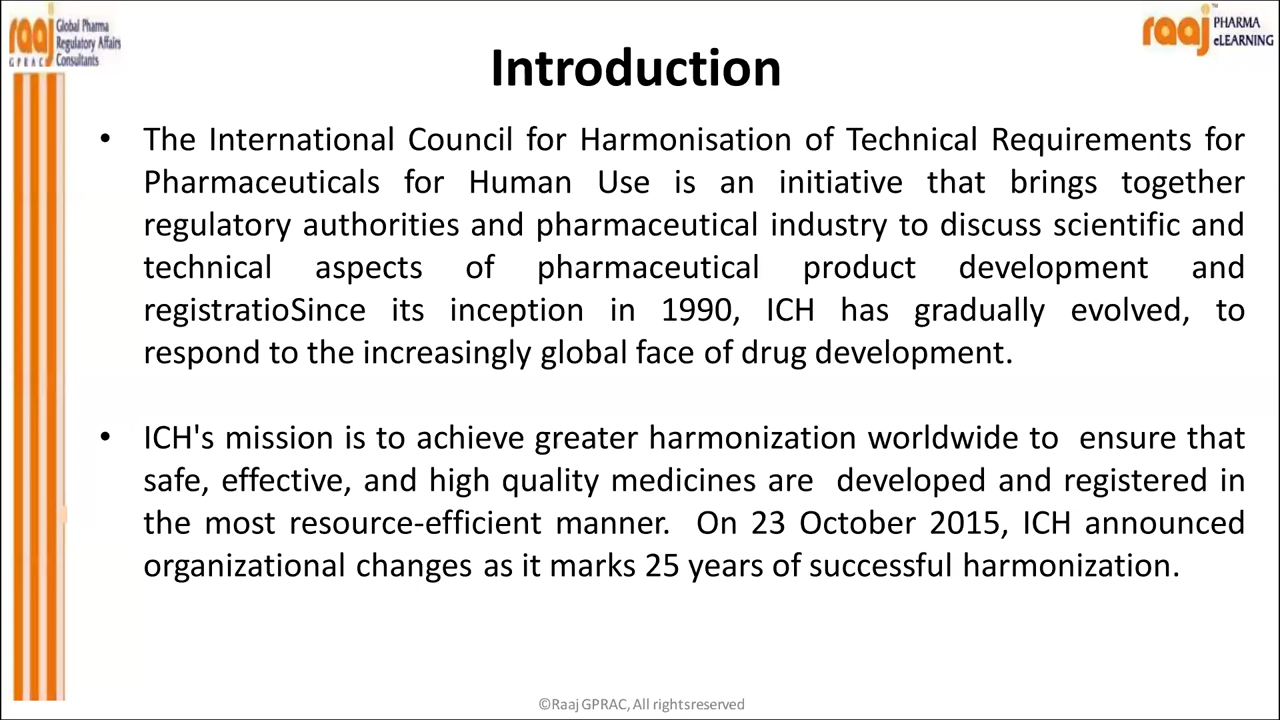 raaj Global Pharma
Regulatory Affairs
GPRAC Consultants
raaj™ PHARMA
eLEARNING
Introduction
• The International Council for Harmonisation of Technical Requirements for
Pharmaceuticals for Human Use is an initiative that brings together
regulatory authorities and pharmaceutical industry to discuss scientific and
technical aspects of pharmaceutical product development and
registratioSince its inception in 1990, ICH has gradually evolved, to
respond to the increasingly global face of drug development.
• ICH's mission is to achieve greater harmonization worldwide to ensure that
safe, effective, and high quality medicines are developed and registered in
the most resource-efficient manner. On 23 October 2015, ICH announced
organizational changes as it marks 25 years of successful harmonization.
©Raaj GPRAC, All rightsreserved